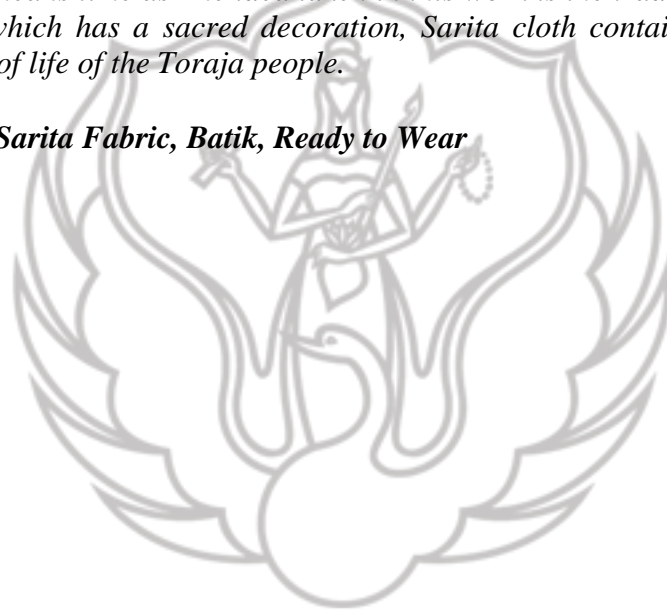 which has a sacred decoration, Sarita cloth contai
of life of the Toraja people.
Sarita Fabric, Batik, Ready to Wear